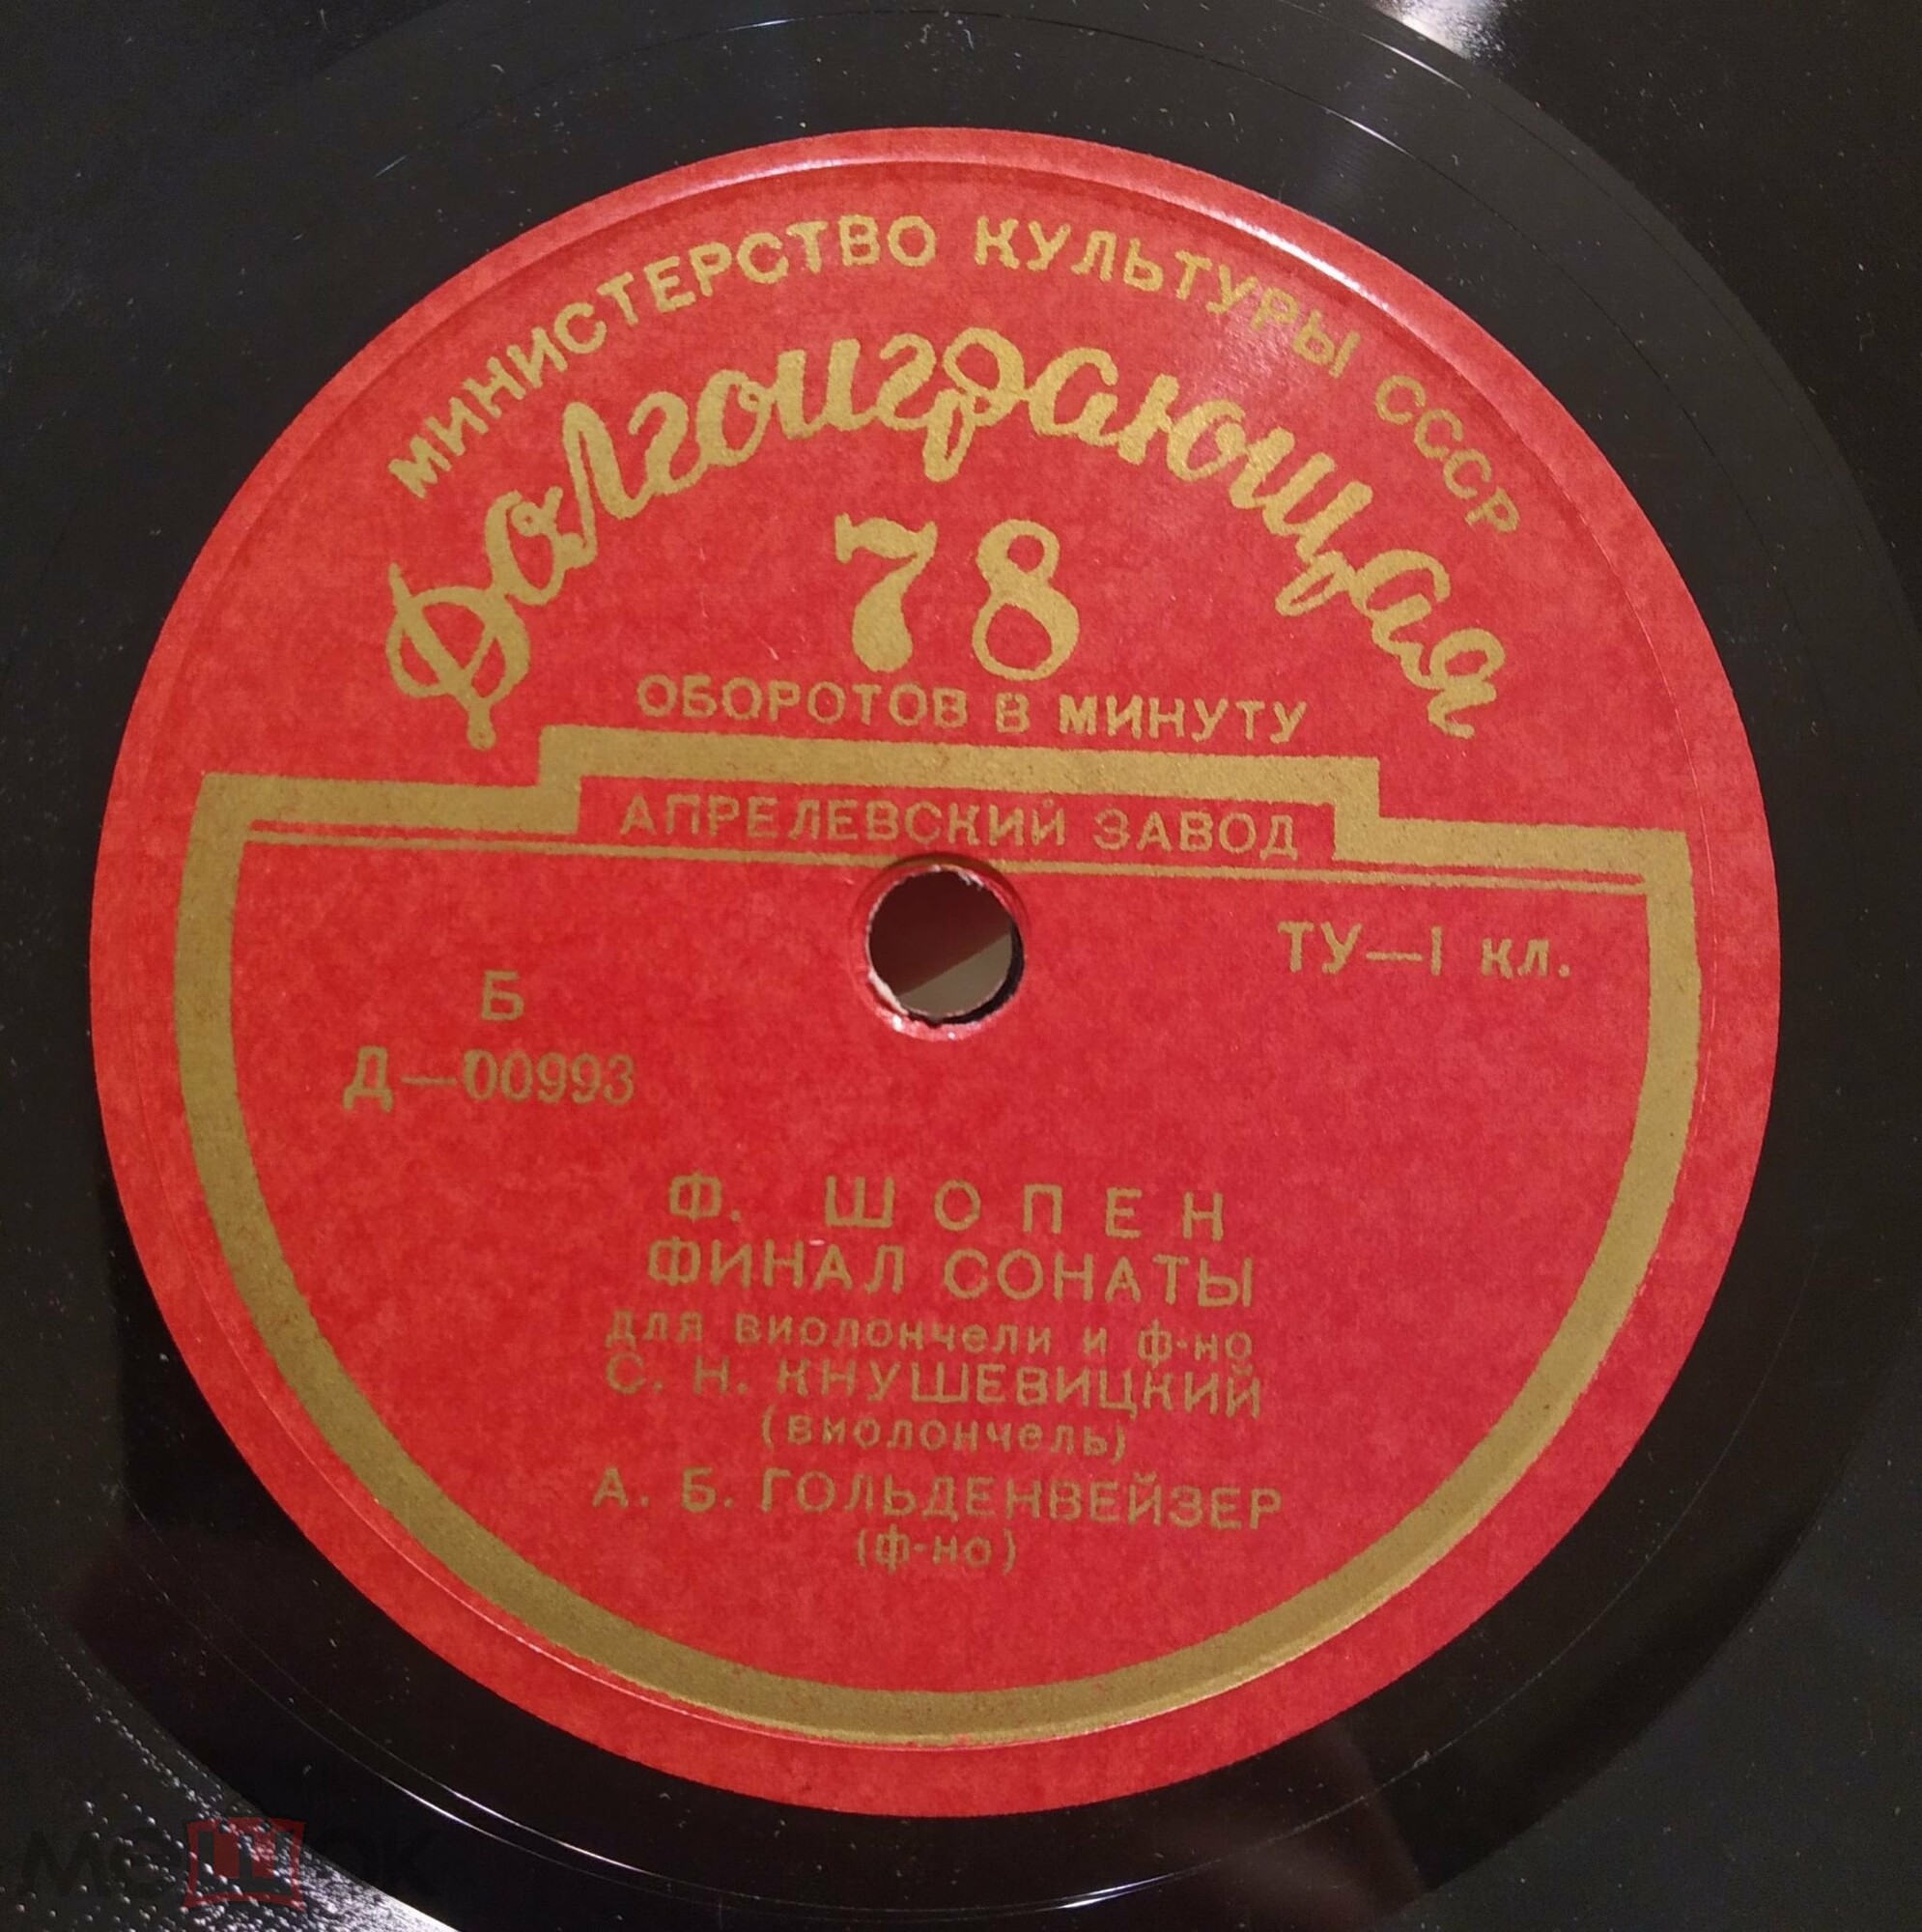 МИНИСТЕРСТВО КУЛЬТУРЫ СССР
Долгоиграющая
78
ОБОРОТОВ В МИНУТУ
АПРЕЛЕВСКИЙ ЗАВОД
ТУ—I кл.
Б
Д—00993
Ф. ШОПЕН
ФИНАЛ СОНАТЫ
для виолончели и ф-но
С. Н. КНУШЕВИЦКИЙ
(виолончель)
А. Б. ГОЛЬДЕНВЕЙЗЕР
(ф-но)
мешок